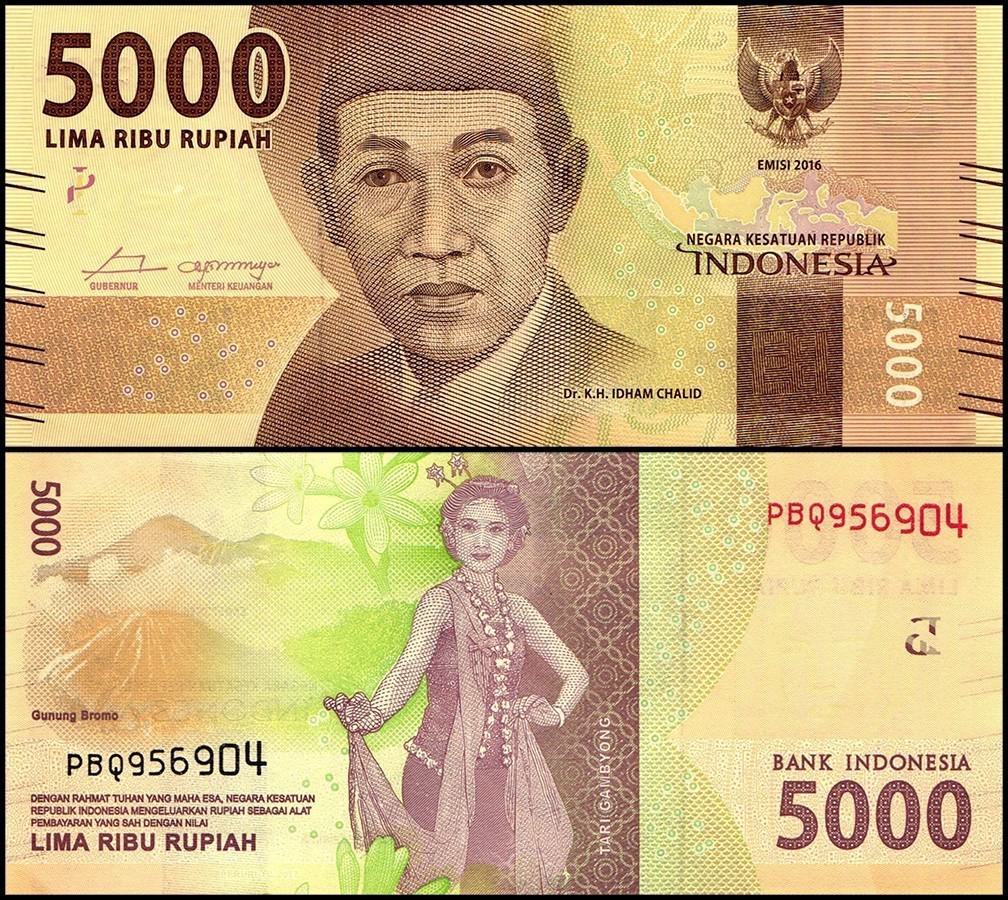 5000
LIMA RIBU RUPIAH
EMISI 2016
NEGARA KESATUAN REPUBLIK
INDONESIA
GUBERNUR
MENTERI KEUANGAN
5000
Dr. K.H. IDHAM CHALID
5000
PBQ956904
Gunung Bromo
PBQ956904
DENGAN RAHMAT TUHAN YANG MAHA ESA, NEGARA KESATUAN
REPUBLIK INDONESIA MENGELUARKAN RUPIAH SEBAGAI ALAT
PEMBAYARAN YANG SAH DENGAN NILAI
LIMA RIBU RUPIAH
TARI GAMBYONG
BANK INDONESIA
5000